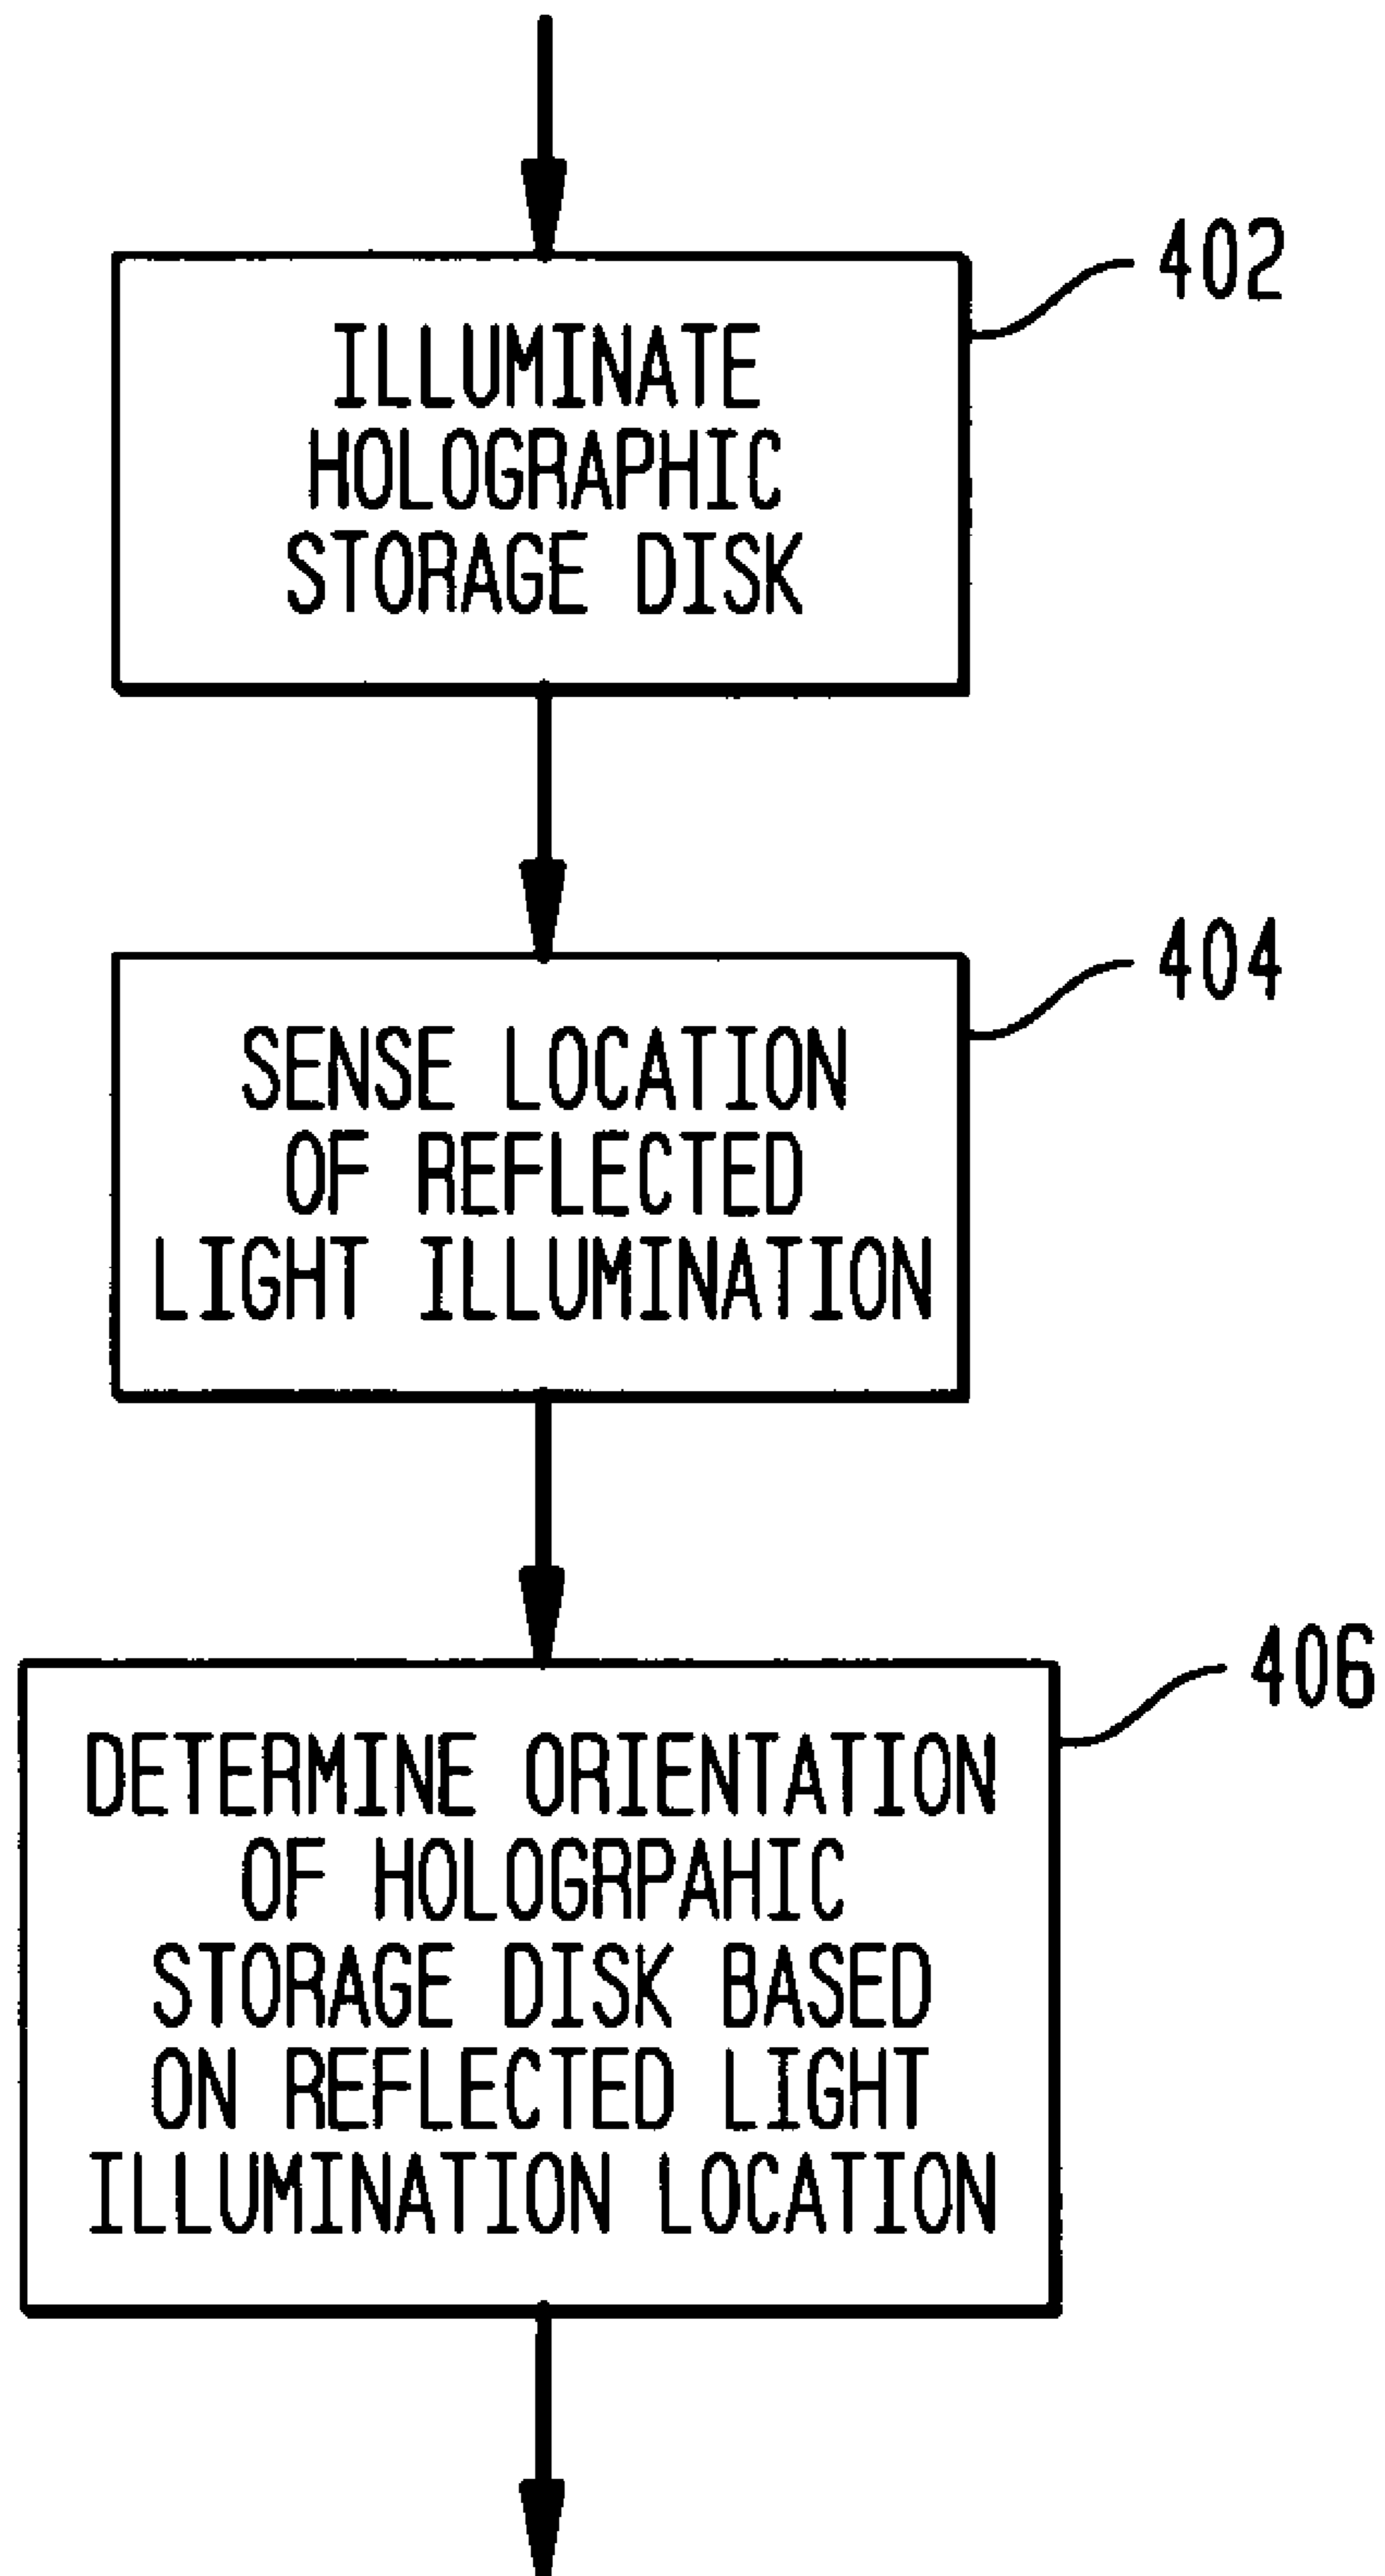 402
ILLUMINATE
HOLOGRAPHIC
STORAGE DISK
404
SENSE LOCATION
OF REFLECTED
LIGHT ILLUMINATION
406
DETERMINE ORIENTATION
OF HOLOGRPAHIC
STORAGE DISK BASED
ON REFLECTED LIGHT
ILLUMINATION LOCATION